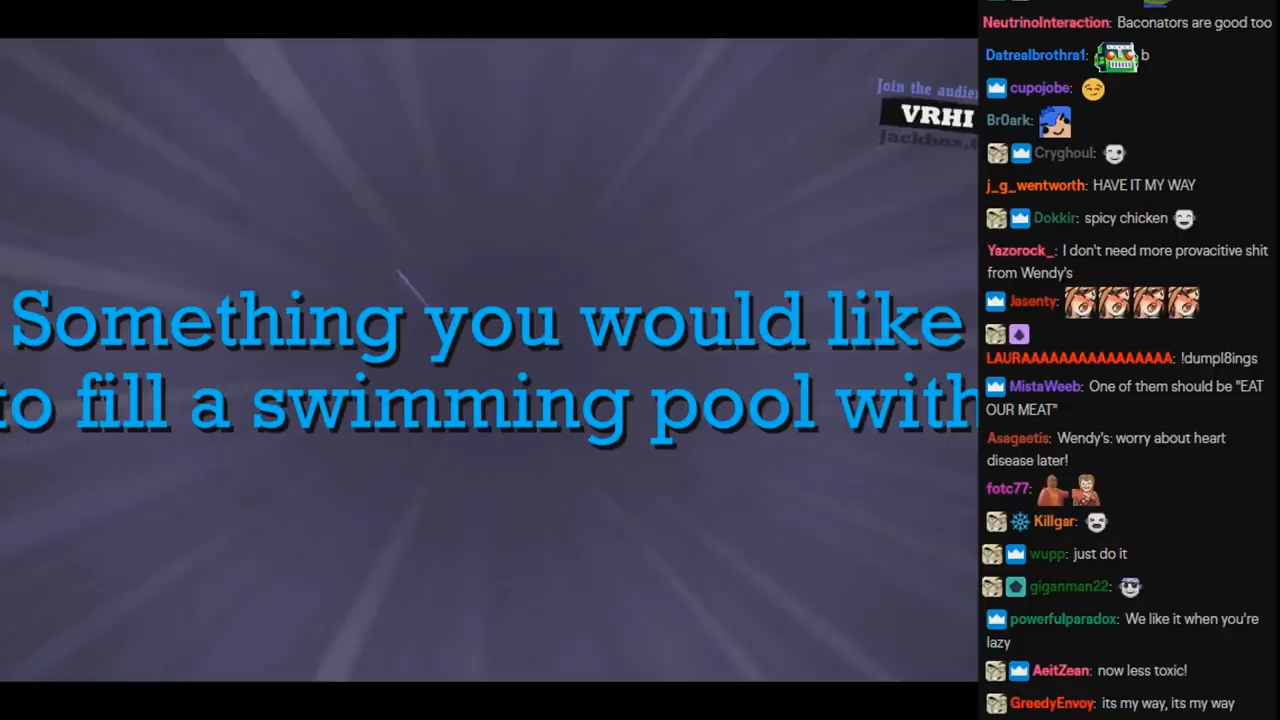 Something you would like
to fill a swimming pool with
Join the audie
VRHI
jackbox.
NeutrinoInteraction: Baconators are good too
Datrealbrothra1: b
cupojobe:
Br0ark:
Cryghoul:
j_g_wentworth: HAVE IT MY WAY
Dokkir: spicy chicken
Yazorock_: I don't need more provacitive shit
from Wendy's
Jasenty:
LAURAAAAAAAAAAAAAAAA: !dumpl8ings
MistaWeeb: One of them should be "EAT
OUR MEAT"
Asagaetis: Wendy's: worry about heart
disease later!
fotc77:
Killgar:
wupp: just do it
giganman22:
powerfulparadox: We like it when you're
lazy
AeitZean: now less toxic!
GreedyEnvoy: its my way, its my way